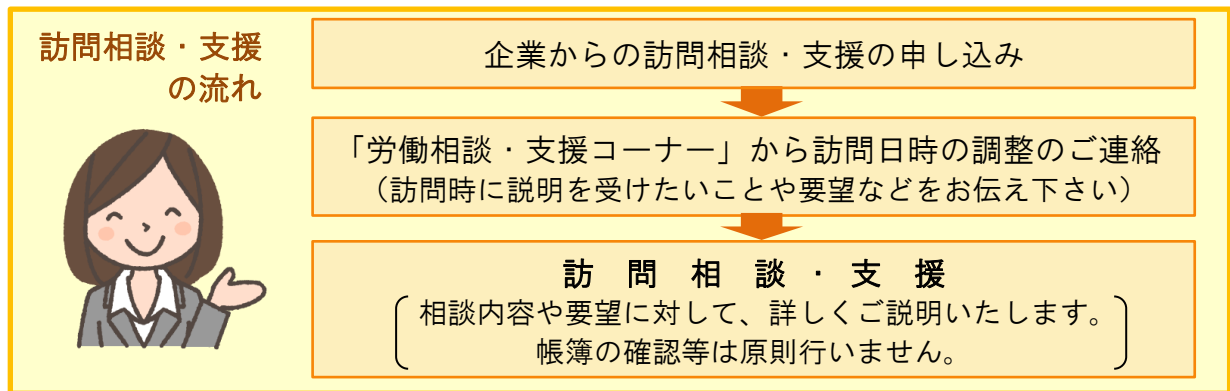 訪問相談・支援
の流れ
企業からの訪問相談・支援の申し込み
「労働相談・支援コーナー」から訪問日時の調整のご連絡
（訪問時に説明を受けたいことや要望などをお伝え下さい）
訪問相談・支援
相談内容や要望に対して、詳しくご説明いたします。
帳簿の確認等は原則行いません。